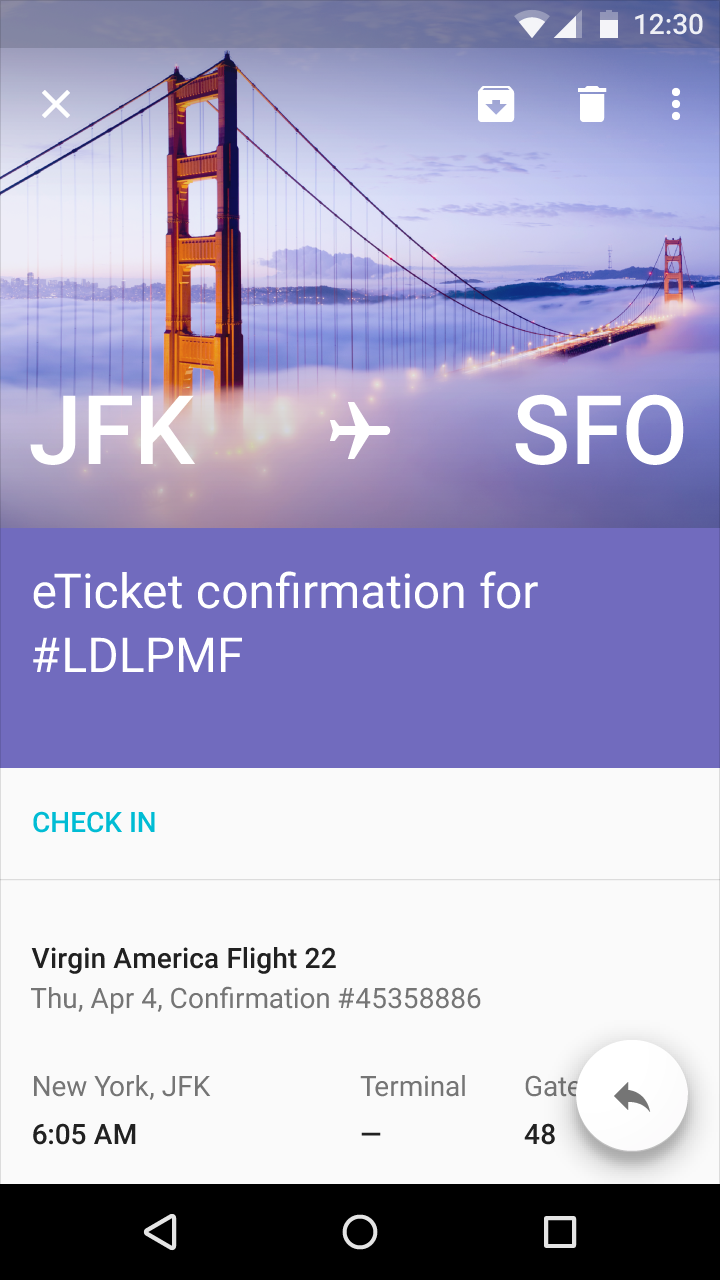 12:30
JFK SFO
eTicket confirmation for
#LDLPMF
CHECK IN
Virgin America Flight 22
Thu, Apr 4, Confirmation #45358886
New York, JFK Terminal Gate
6:05 AM — 48